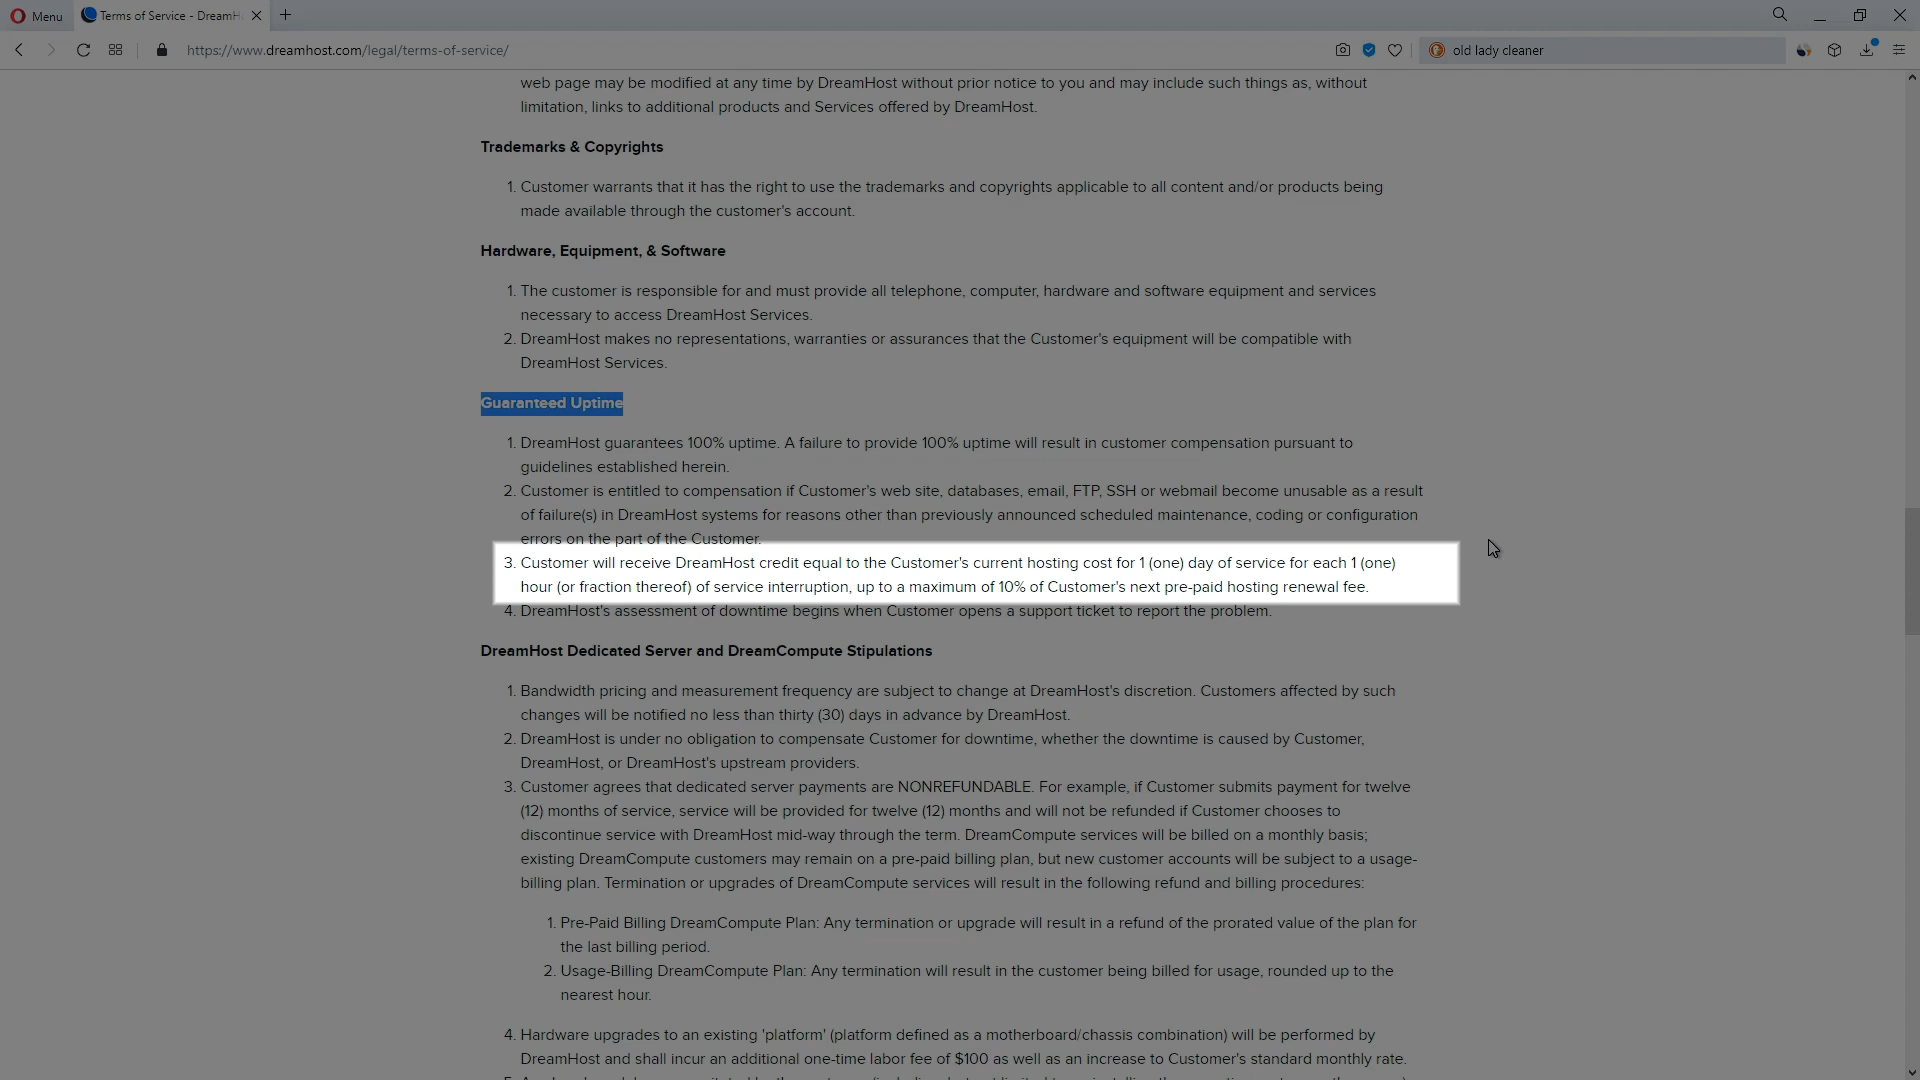 Menu
Terms of Service - DreamH
https://www.dreamhost.com/legal/terms-of-service/
old lady cleaner
web page may be modified at any time by DreamHost without prior notice to you and may include such things as, without
limitation, links to additional products and Services offered by DreamHost.
Trademarks & Copyrights
1. Customer warrants that it has the right to use the trademarks and copyrights applicable to all content and/or products being
made available through the customer's account.
Hardware, Equipment, & Software
1. The customer is responsible for and must provide all telephone, computer, hardware and software equipment and services
necessary to access DreamHost Services.
2. DreamHost makes no representations, warranties or assurances that the Customer's equipment will be compatible with
DreamHost Services.
Guaranteed Uptime
1. DreamHost guarantees 100% uptime. A failure to provide 100% uptime will result in customer compensation pursuant to
guidelines established herein.
2. Customer is entitled to compensation if Customer's web site, databases, email, FTP, SSH or webmail become unusable as a result
of failure(s) in DreamHost systems for reasons other than previously announced scheduled maintenance, coding or configuration
errors on the part of the Customer.
3. Customer will receive DreamHost credit equal to the Customer's current hosting cost for 1 (one) day of service for each 1 (one)
hour (or fraction thereof) of service interruption, up to a maximum of 10% of Customer's next pre-paid hosting renewal fee.
4. DreamHost's assessment of downtime begins when Customer opens a support ticket to report the problem.
DreamHost Dedicated Server and DreamCompute Stipulations
1. Bandwidth pricing and measurement frequency are subject to change at DreamHost's discretion. Customers affected by such
changes will be notified no less than thirty (30) days in advance by DreamHost.
2. DreamHost is under no obligation to compensate Customer for downtime, whether the downtime is caused by Customer,
DreamHost, or DreamHost's upstream providers.
3. Customer agrees that dedicated server payments are NONREFUNDABLE. For example, if Customer submits payment for twelve
(12) months of service, service will be provided for twelve (12) months and will not be refunded if Customer chooses to
discontinue service with DreamHost mid-way through the term. DreamCompute services will be billed on a monthly basis;
existing DreamCompute customers may remain on a pre-paid billing plan, but new customer accounts will be subject to a usage-
billing plan. Termination or upgrades of DreamCompute services will result in the following refund and billing procedures:
1. Pre-Paid Billing DreamCompute Plan: Any termination or upgrade will result in a refund of the prorated value of the plan for
the last billing period.
2. Usage-Billing DreamCompute Plan: Any termination will result in the customer being billed for usage, rounded up to the
nearest hour.
4. Hardware upgrades to an existing 'platform' (platform defined as a motherboard/chassis combination) will be performed by
DreamHost and shall incur an additional one-time labor fee of $100 as well as an increase to Customer's standard monthly rate.